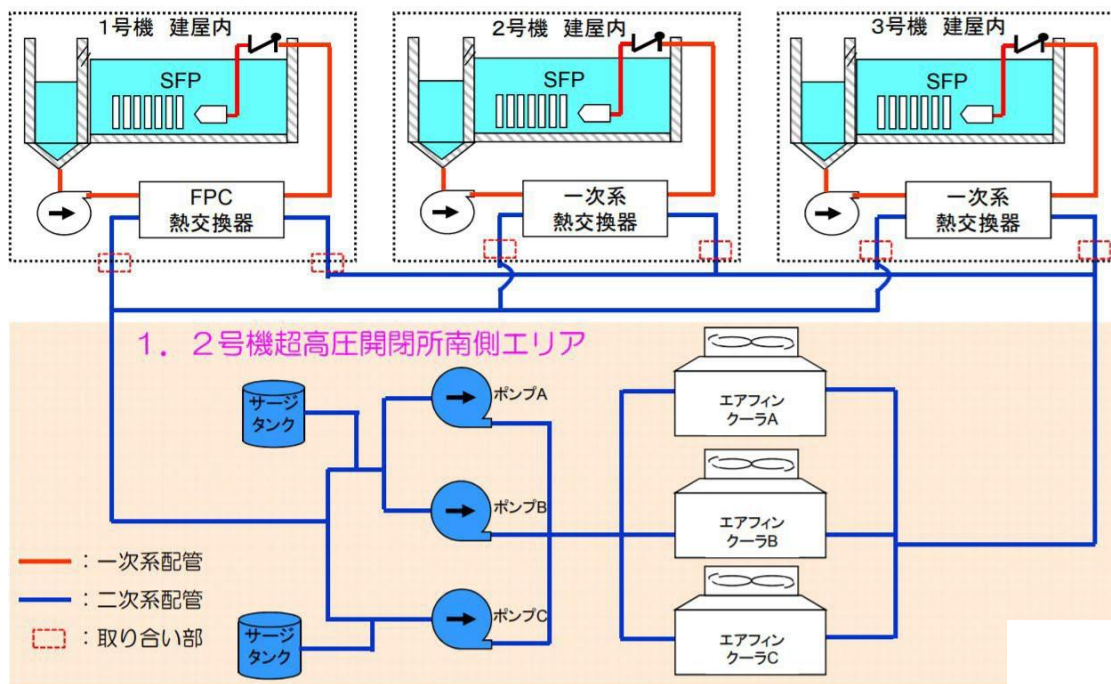 1号機 建屋内
SFP
FPC
熱交換器
2号機 建屋内
SFP
一次系
熱交換器
3号機 建屋内
SFP
一次系
熱交換器
1．2号機超高圧開閉所南側エリア
サージ
タンク
ポンプA
ポンプB
ポンプC
サージ
タンク
エアフィン
クーラA
エアフィン
クーラB
エアフィン
クーラC
：一次系配管
：二次系配管
：取り合い部